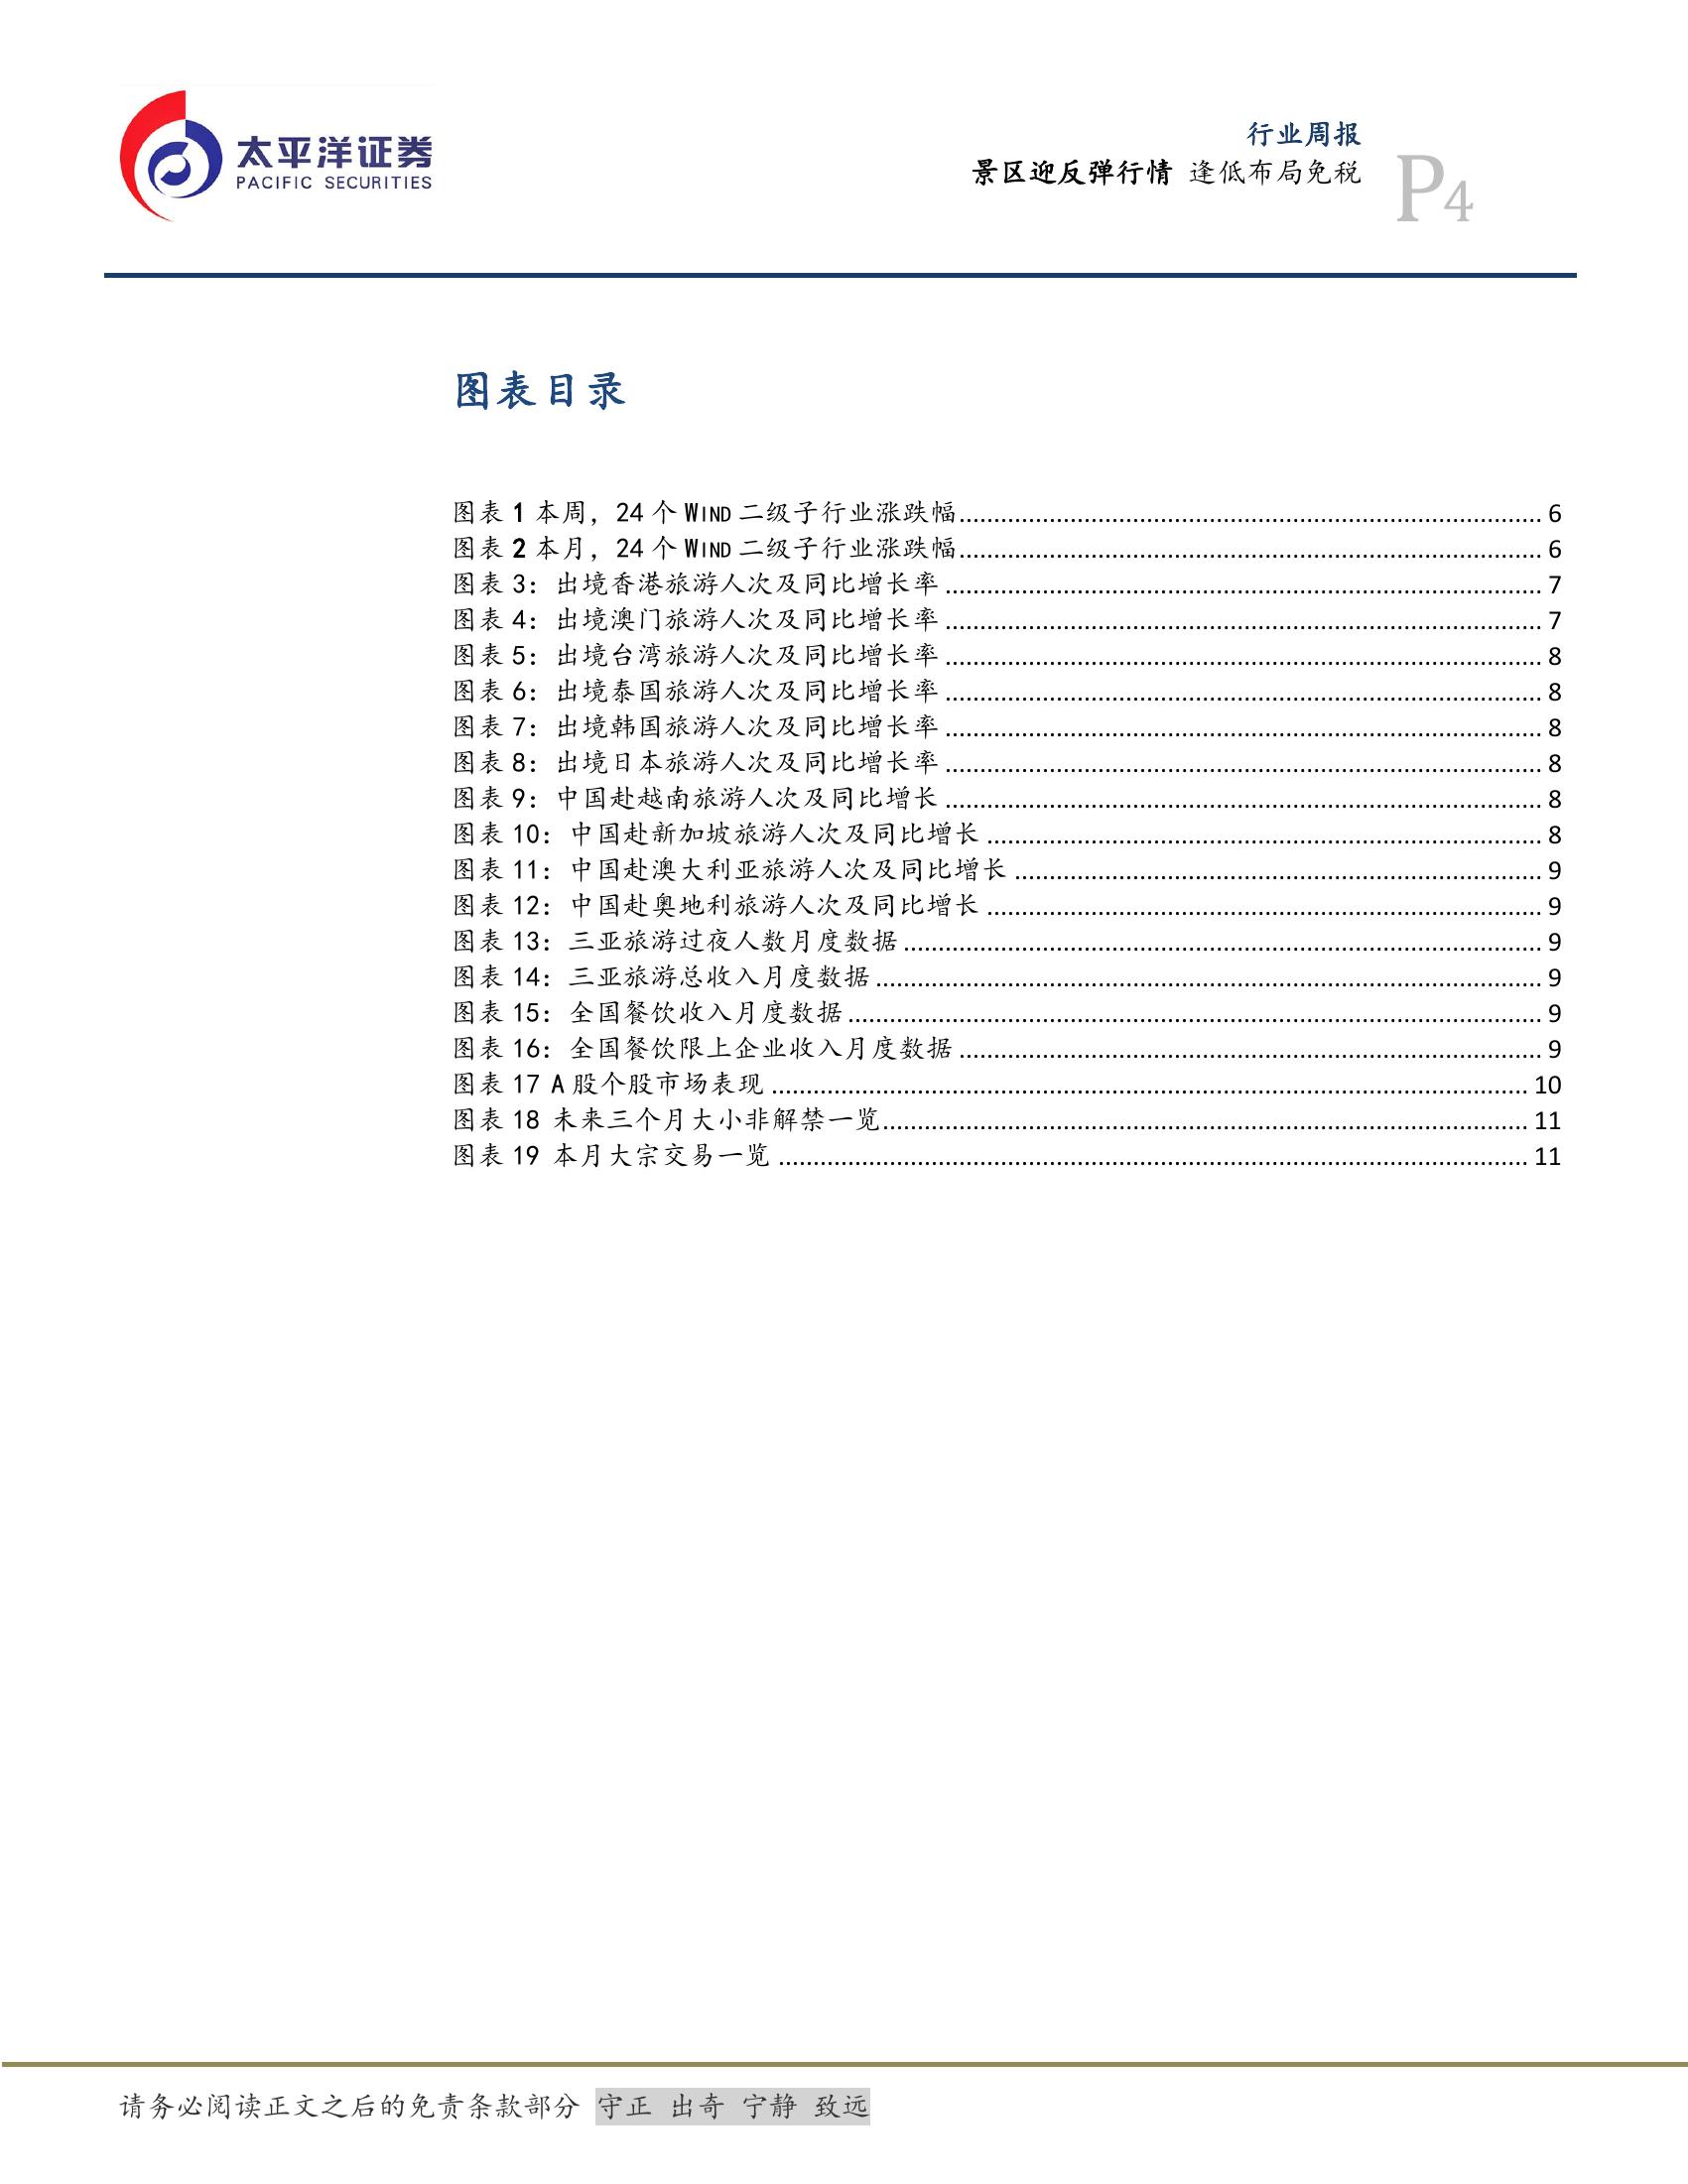 太平洋证券
PACIFIC SECURITIES
行业周报
景区迎反弹行情 逢低布局免税
P4
图表目录
图表 1 本周，24 个 WIND 二级子行业涨跌幅 6
图表 2 本月，24 个 WIND 二级子行业涨跌幅 6
图表 3：出境香港旅游人次及同比增长率 7
图表 4：出境澳门旅游人次及同比增长率 7
图表 5：出境台湾旅游人次及同比增长率 8
图表 6：出境泰国旅游人次及同比增长率 8
图表 7：出境韩国旅游人次及同比增长率 8
图表 8：出境日本旅游人次及同比增长率 8
图表 9：中国赴越南旅游人次及同比增长 8
图表 10：中国赴新加坡旅游人次及同比增长 8
图表 11：中国赴澳大利亚旅游人次及同比增长 9
图表 12：中国赴奥地利旅游人次及同比增长 9
图表 13：三亚旅游过夜人数月度数据 9
图表 14：三亚旅游总收入月度数据 9
图表 15：全国餐饮收入月度数据 9
图表 16：全国餐饮限上企业收入月度数据 9
图表 17 A 股个股市场表现 10
图表 18 未来三个月大小非解禁一览 11
图表 19 本月大宗交易一览 11
请务必阅读正文之后的免责条款部分 守正 出奇 宁静 致远